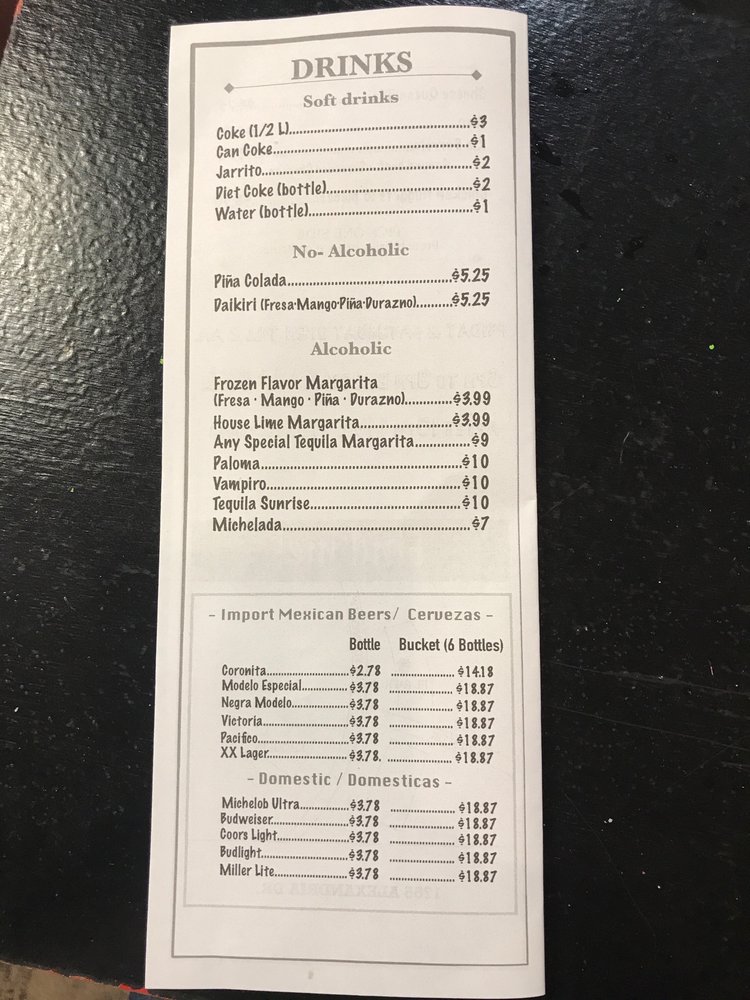 DRINKS
Soft drinks
Coke (1/2 L)..........$3
Can Coke..........$1
Jarrito..........$2
Diet Coke (bottle)..........$2
Water (bottle)..........$1
No- Alcoholic
Piña Colada..........$5.25
Daikiri (Fresa·Mango·Piña·Durazno)..........$5.25
Alcoholic
Frozen Flavor Margarita
(Fresa · Mango · Piña · Durazno)..........$3.99
House Lime Margarita..........$3.99
Any Special Tequila Margarita..........$9
Paloma..........$10
Vampiro..........$10
Tequila Sunrise..........$10
Michelada..........$7
- Import Mexican Beers/ Cervezas -
Bottle Bucket (6 Bottles)
Coronita..........$2.78 .......... $14.18
Modelo Especial..........$3.78 .......... $18.87
Negra Modelo..........$3.78 .......... $18.87
Victoria..........$3.78 .......... $18.87
Pacifico..........$3.78 .......... $18.87
XX Lager..........$3.78. .......... $18.87
- Domestic / Domesticas -
Michelob Ultra..........$3.78 .......... $18.87
Budweiser..........$3.78 .......... $18.87
Coors Light..........$3.78 .......... $18.87
Budlight..........$3.78 .......... $18.87
Miller Lite..........$3.78 .......... $18.87